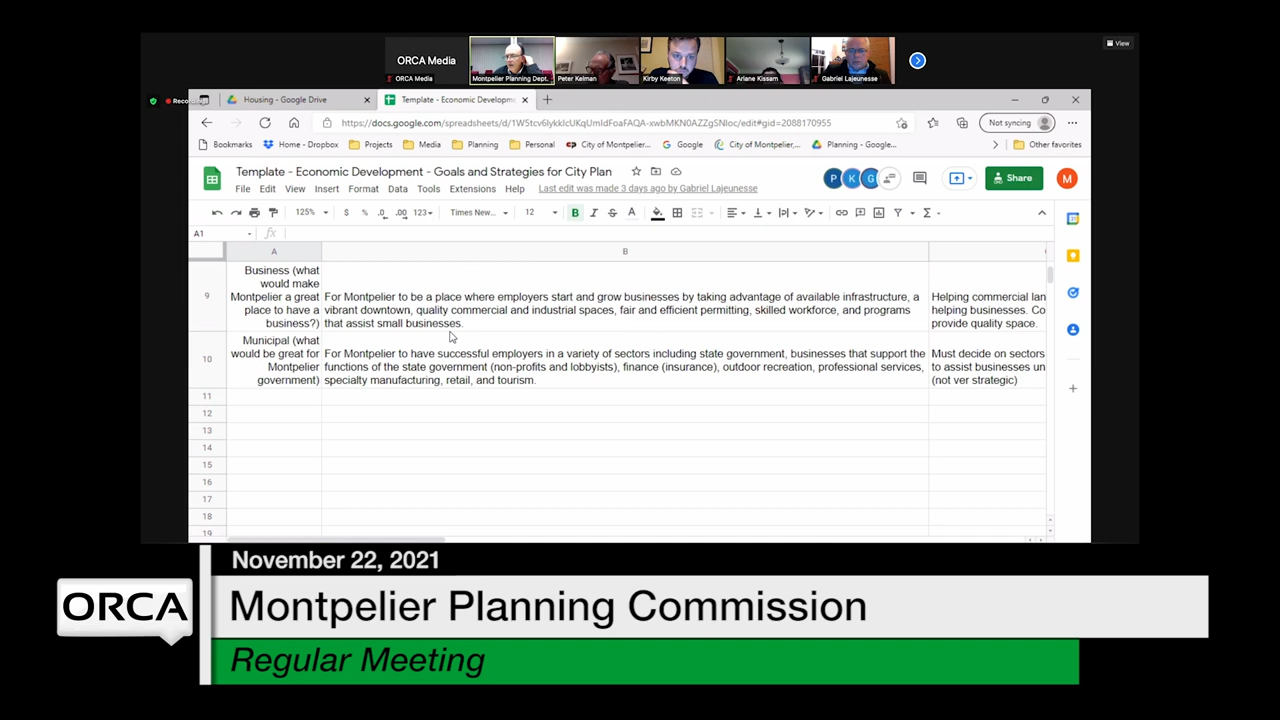 View
ORCA Media
ORCA Media
Montpelier Planning Dept.
Peter Kelman
Kirby Keeton
Ariane Kissam
Gabriel Lajeunesse
Housing - Google Drive
Template - Economic Developm
Not syncing
Bookmarks
Home - Dropbox
Projects
Media
Planning
Personal
City of Montpelier...
Google
City of Montpelier,...
Planning - Google...
Other favorites
Template - Economic Development - Goals and Strategies for City Plan
File Edit View Insert Format Data Tools Extensions Help Last edit was made 3 days ago by Gabriel Lajeunesse
P K G
Share
M
125% $ % .0 .00 123 Times New... 12 B I S A
A1 fx
A B
9
Business (what
would make
Montpelier a great
place to have a
business?)
For Montpelier to be a place where employers start and grow businesses by taking advantage of available infrastructure, a
vibrant downtown, quality commercial and industrial spaces, fair and efficient permitting, skilled workforce, and programs
that assist small businesses.
Helping commercial lan
helping businesses. Co
provide quality space.
10
Municipal (what
would be great for
Montpelier
government)
For Montpelier to have successful employers in a variety of sectors including state government, businesses that support the
functions of the state government (non-profits and lobbyists), finance (insurance), outdoor recreation, professional services,
specialty manufacturing, retail, and tourism.
Must decide on sectors
to assist businesses un
(not ver strategic)
11
12
13
14
15
16
17
18
19
November 22, 2021
ORCA
Montpelier Planning Commission
Regular Meeting